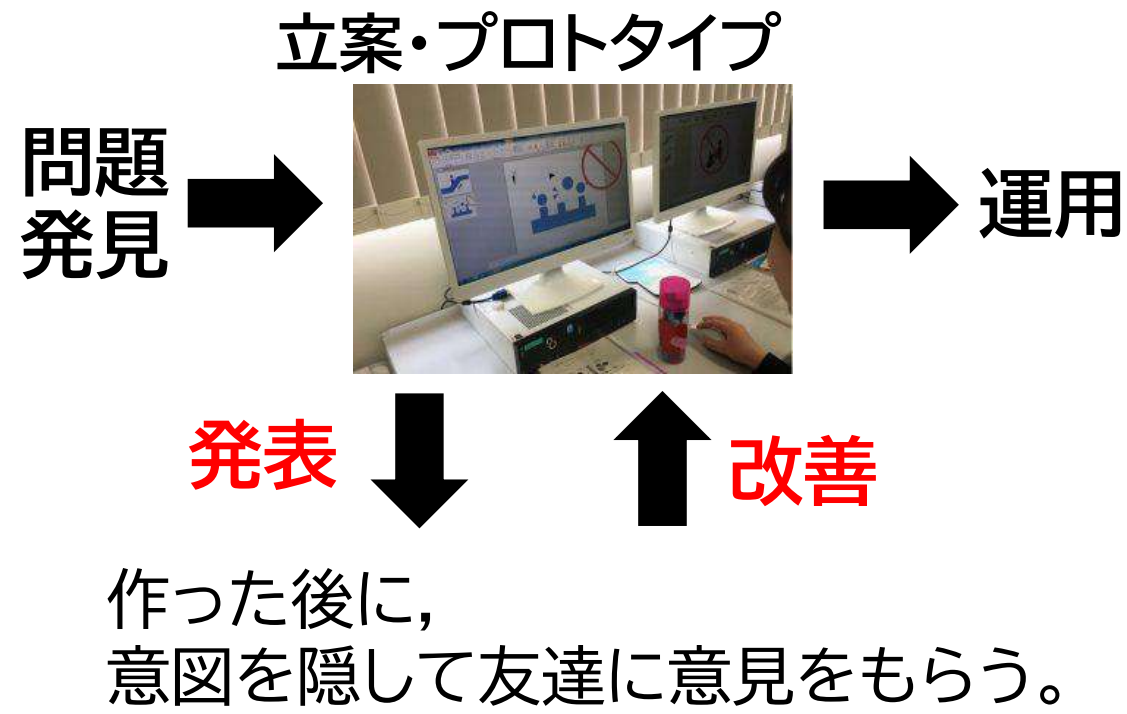 立案・プロトタイプ
問題
発見
運用
発表
改善
作った後に,
意図を隠して友達に意見をもらう。